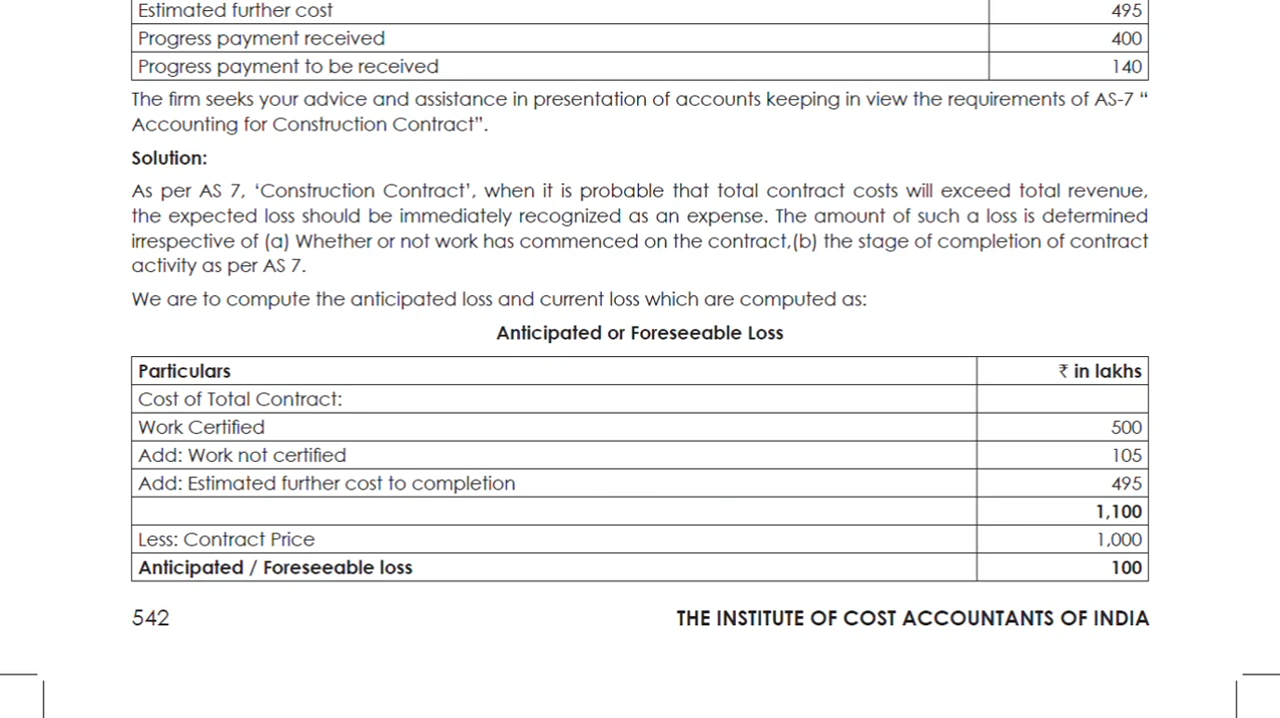 Estimated further cost 495
Progress payment received 400
Progress payment to be received 140
The firm seeks your advice and assistance in presentation of accounts keeping in view the requirements of AS-7 “
Accounting for Construction Contract”.
Solution:
As per AS 7, ‘Construction Contract’, when it is probable that total contract costs will exceed total revenue,
the expected loss should be immediately recognized as an expense. The amount of such a loss is determined
irrespective of (a) Whether or not work has commenced on the contract,(b) the stage of completion of contract
activity as per AS 7.
We are to compute the anticipated loss and current loss which are computed as:
Anticipated or Foreseeable Loss
Particulars ₹ in lakhs
Cost of Total Contract:
Work Certified 500
Add: Work not certified 105
Add: Estimated further cost to completion 495
1,100
Less: Contract Price 1,000
Anticipated / Foreseeable loss 100
542 THE INSTITUTE OF COST ACCOUNTANTS OF INDIA